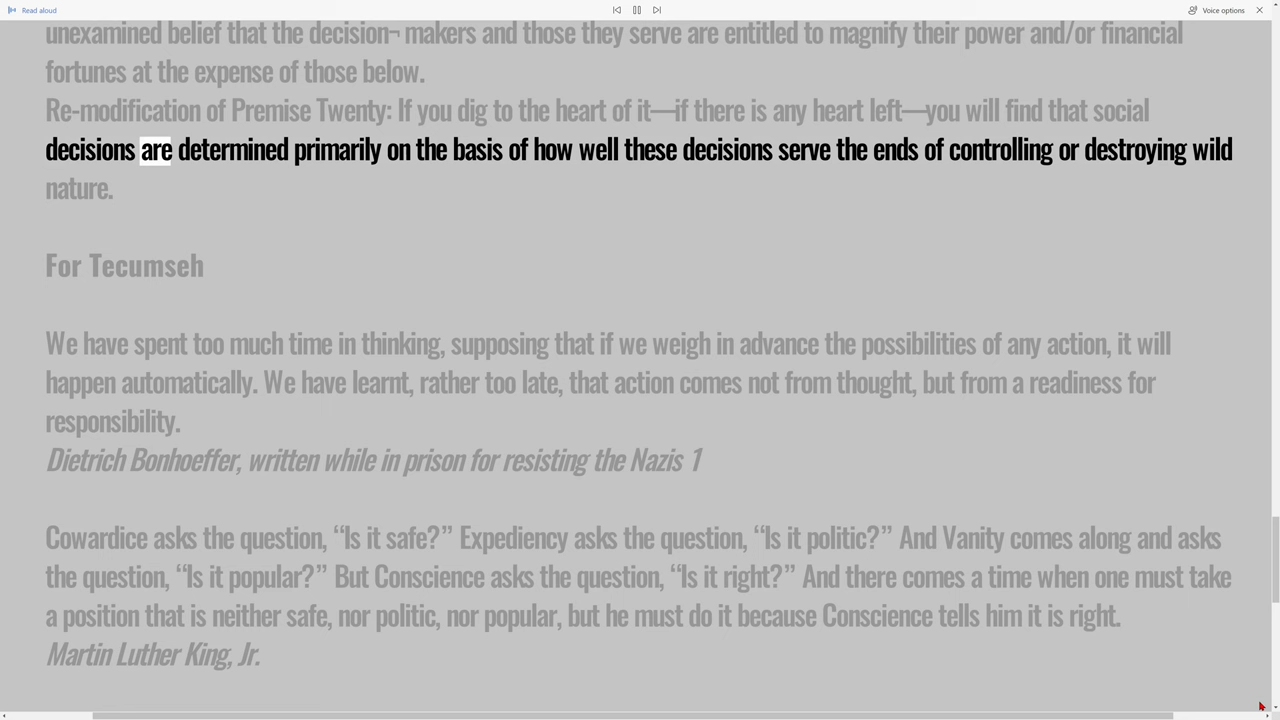 Read aloud
Voice options
unexamined belief that the decision¬ makers and those they serve are entitled to magnify their power and/or financial
fortunes at the expense of those below.
Re-modification of Premise Twenty: If you dig to the heart of it—if there is any heart left—you will find that social
decisions are determined primarily on the basis of how well these decisions serve the ends of controlling or destroying wild
nature.
For Tecumseh
We have spent too much time in thinking, supposing that if we weigh in advance the possibilities of any action, it will
happen automatically. We have learnt, rather too late, that action comes not from thought, but from a readiness for
responsibility.
Dietrich Bonhoeffer, written while in prison for resisting the Nazis 1
Cowardice asks the question, “Is it safe?” Expediency asks the question, “Is it politic?” And Vanity comes along and asks
the question, “Is it popular?” But Conscience asks the question, “Is it right?” And there comes a time when one must take
a position that is neither safe, nor politic, nor popular, but he must do it because Conscience tells him it is right.
Martin Luther King, Jr.